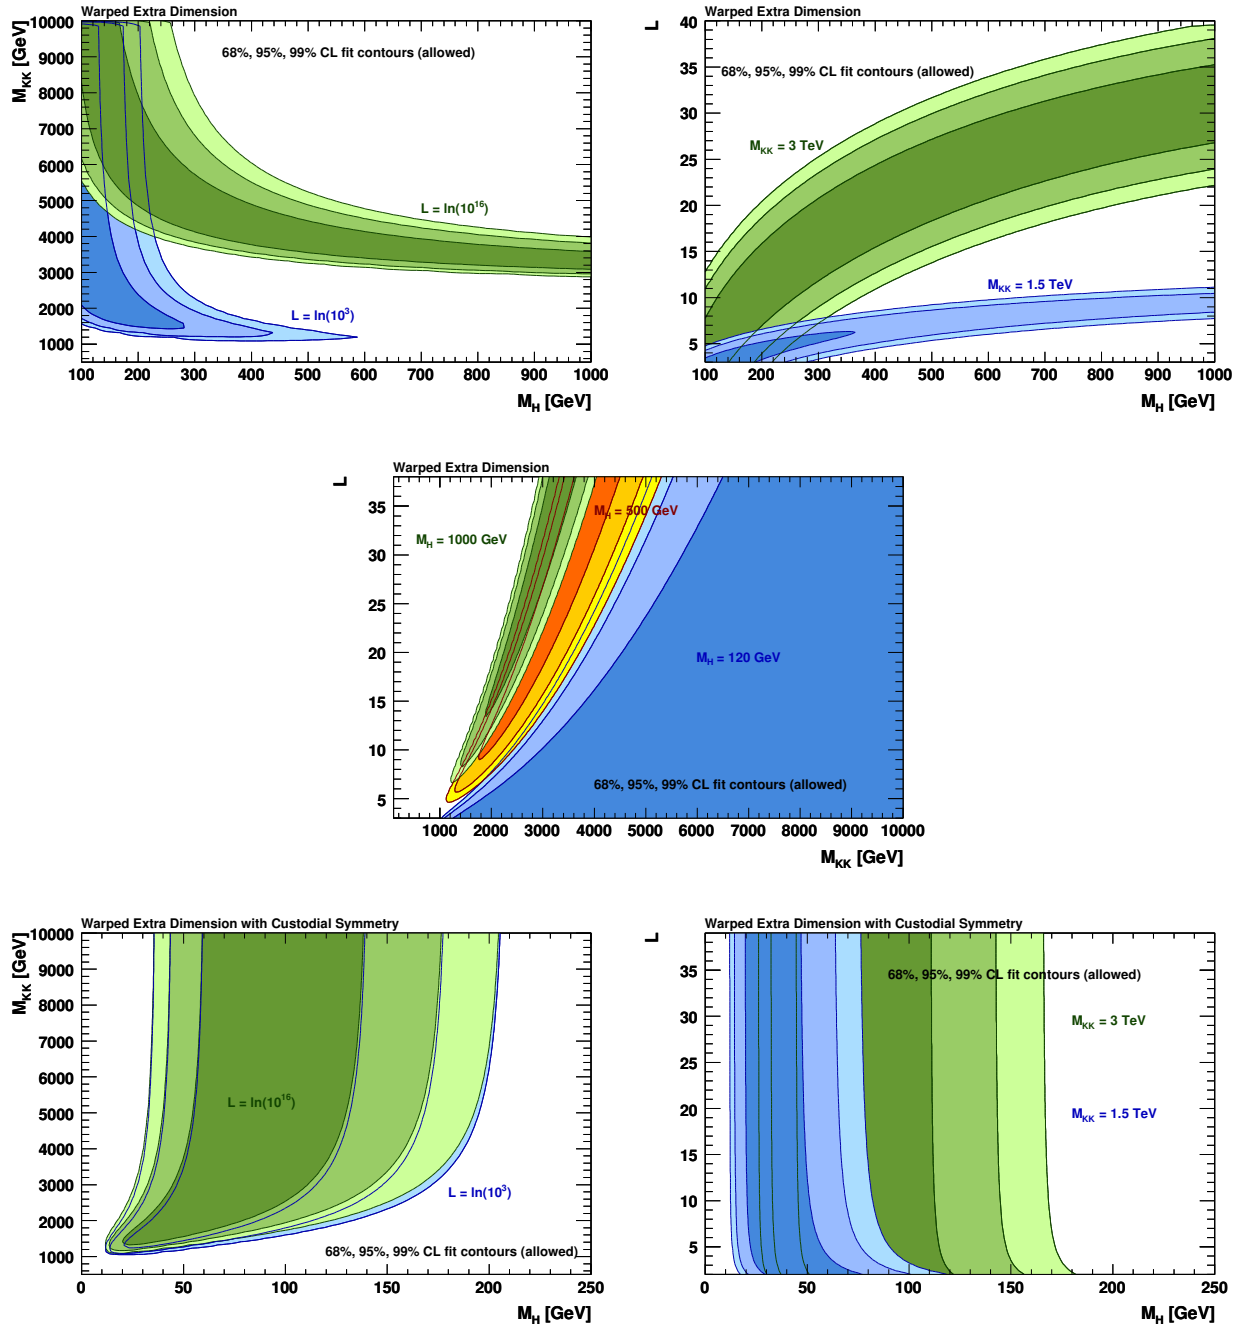 Warped Extra Dimension
M_KK [GeV]
10000
9000
8000
7000
6000
5000
4000
3000
2000
1000
68%, 95%, 99% CL fit contours (allowed)
L = ln(10^16)
L = ln(10^3)
100 200 300 400 500 600 700 800 900 1000
M_H [GeV]
Warped Extra Dimension
L
40
35
30
25
20
15
10
5
68%, 95%, 99% CL fit contours (allowed)
M_KK = 3 TeV
M_KK = 1.5 TeV
100 200 300 400 500 600 700 800 900 1000
M_H [GeV]
Warped Extra Dimension
L
35
30
25
20
15
10
5
M_H = 500 GeV
M_H = 1000 GeV
M_H = 120 GeV
68%, 95%, 99% CL fit contours (allowed)
1000 2000 3000 4000 5000 6000 7000 8000 9000 10000
M_KK [GeV]
Warped Extra Dimension with Custodial Symmetry
M_KK [GeV]
10000
9000
8000
7000
6000
5000
4000
3000
2000
1000
L = ln(10^16)
L = ln(10^3)
68%, 95%, 99% CL fit contours (allowed)
0 50 100 150 200 250
M_H [GeV]
Warped Extra Dimension with Custodial Symmetry
L
35
30
25
20
15
10
5
68%, 95%, 99% CL fit contours (allowed)
M_KK = 3 TeV
M_KK = 1.5 TeV
0 50 100 150 200 250
M_H [GeV]